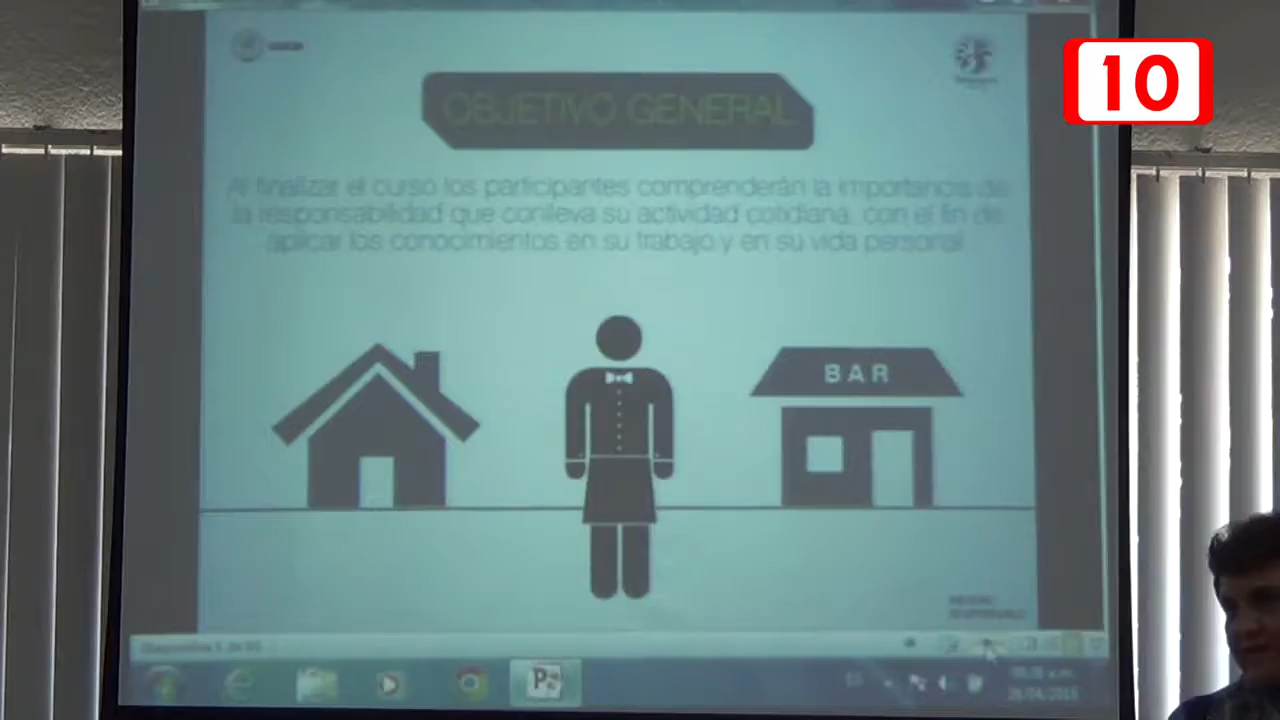 10
OBJETIVO GENERAL
Al finalizar el curso los participantes comprenderán la importancia de
la responsabilidad que conlleva su actividad cotidiana, con el fin de
aplicar los conocimientos en su trabajo y en su vida personal
BAR